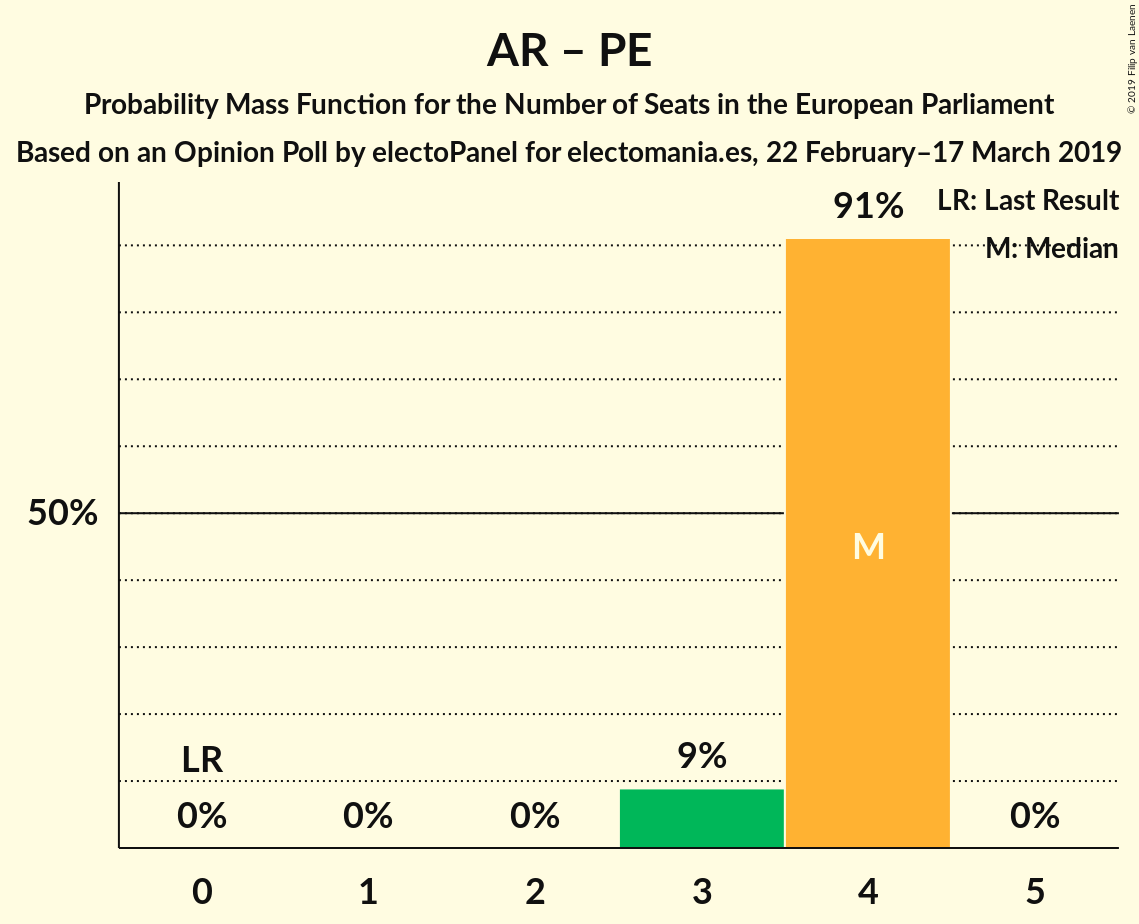 AR – PE
Probability Mass Function for the Number of Seats in the European Parliament
Based on an Opinion Poll by electoPanel for electomania.es, 22 February–17 March 2019
© 2019 Filip van Laenen
LR: Last Result
M: Median
91%
50%
M
LR
9%
0% 0% 0% 0%
0 1 2 3 4 5